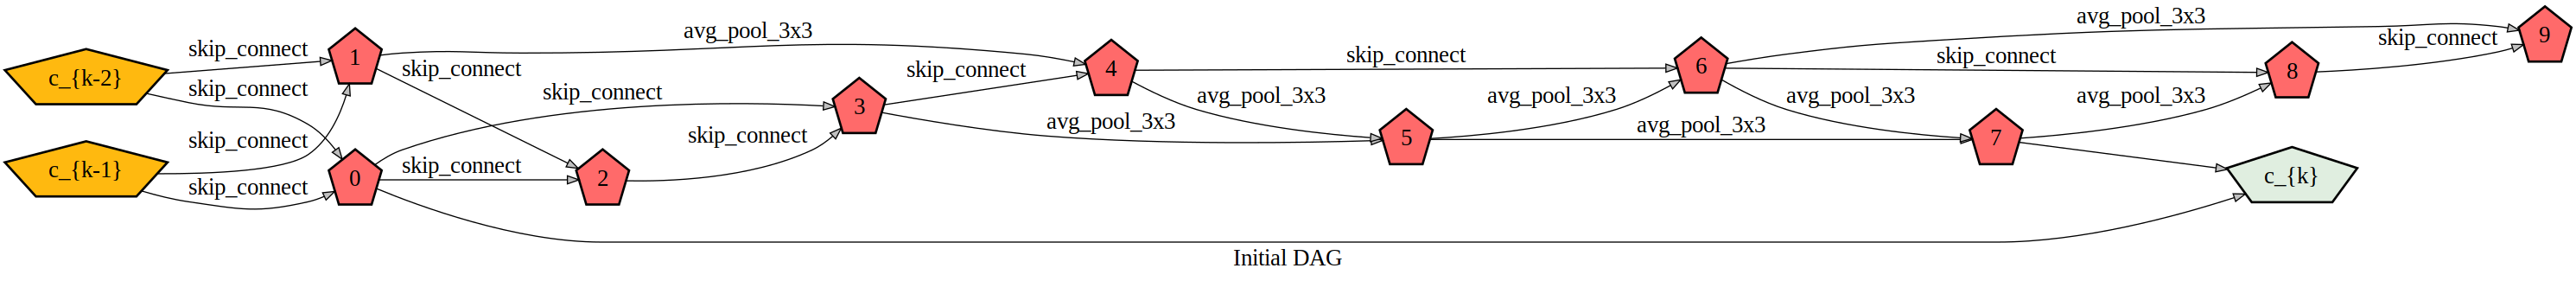 c_{k-2}
c_{k-1}
skip_connect
skip_connect
skip_connect
skip_connect
1
0
avg_pool_3x3
skip_connect
skip_connect
skip_connect
2
skip_connect
3
skip_connect
avg_pool_3x3
4
skip_connect
avg_pool_3x3
5
avg_pool_3x3
avg_pool_3x3
6
avg_pool_3x3
skip_connect
avg_pool_3x3
7
avg_pool_3x3
8
c_{k}
skip_connect
9
Initial DAG